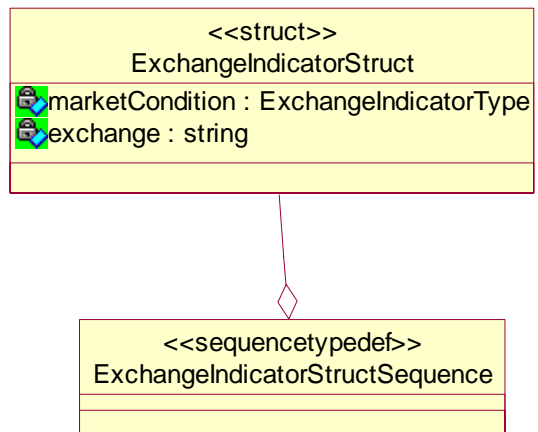 <<struct>>
ExchangeIndicatorStruct
marketCondition : ExchangeIndicatorType
exchange : string
<<sequencetypedef>>
ExchangeIndicatorStructSequence